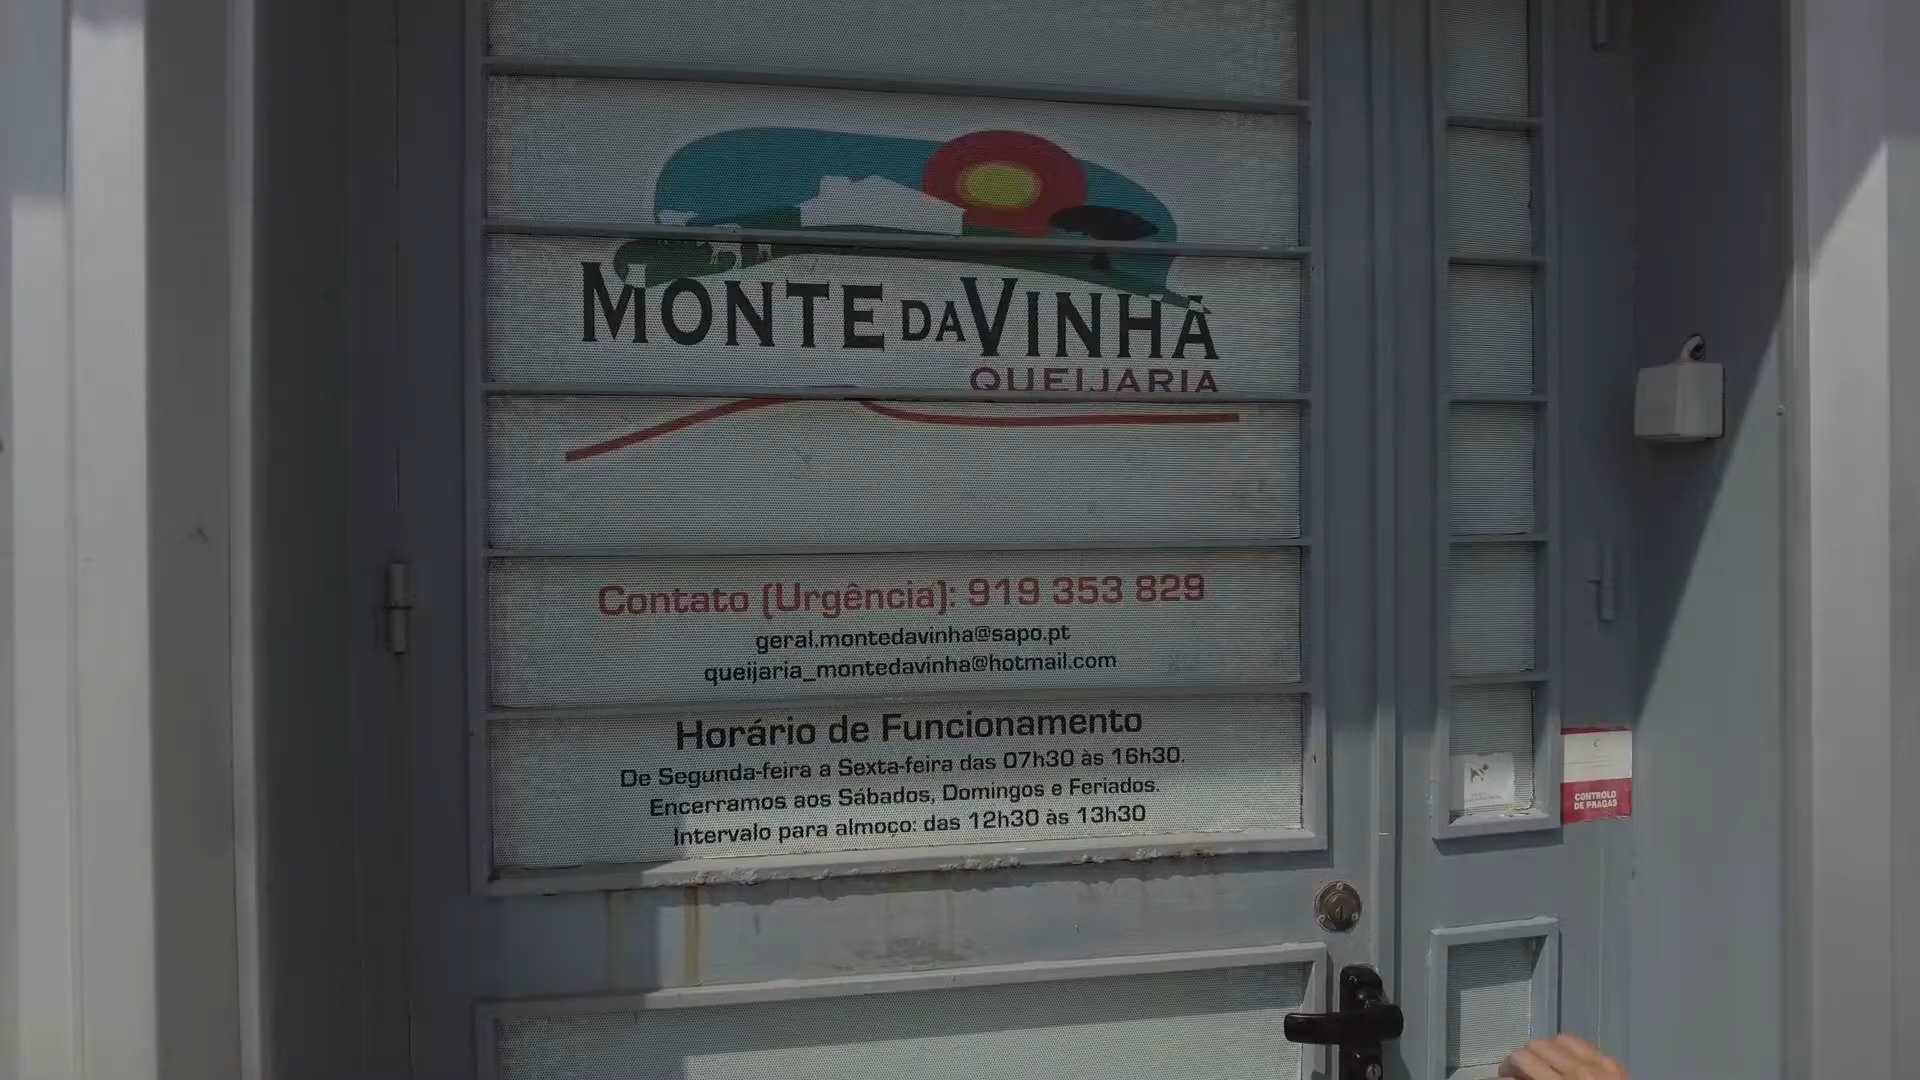 MONTE DA VINHA
QUEIJARIA
Contato (Urgência): 919 353 829
geral.montedavinha@sapo.pt
queijaria_montedavinha@hotmail.com
Horário de Funcionamento
De Segunda-feira a Sexta-feira das 07h30 às 16h30.
Encerramos aos Sábados, Domingos e Feriados.
Intervalo para almoço: das 12h30 às 13h30
CONTROLO
DE PRAGAS